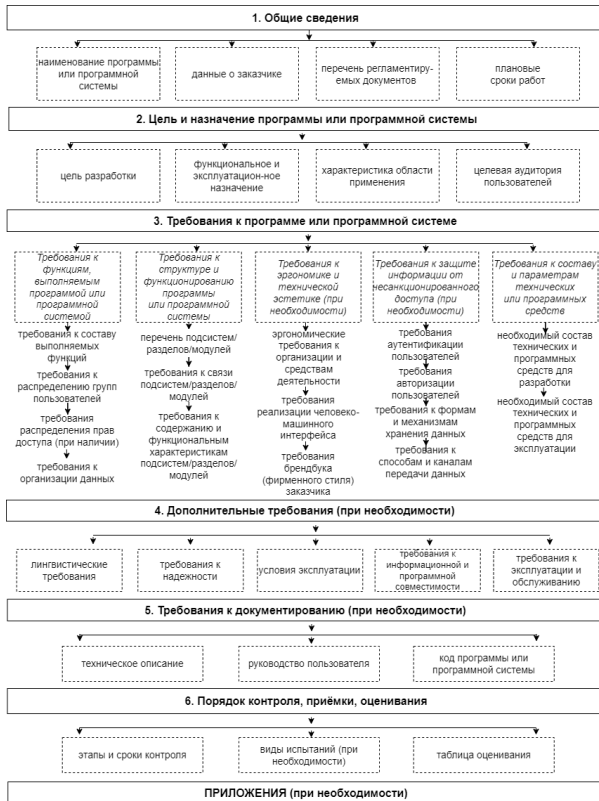 1. Общие сведения
наименование программы
или программной
системы
данные о заказчике
перечень регламентиру-
емых документов
плановые
сроки работ
2. Цель и назначение программы или программной системы
цель разработки
функциональное и
эксплуатацион-ное
назначение
характеристика области
применения
целевая аудитория
пользователей
3. Требования к программе или программной системе
Требования к
функциям,
выполняемым
программой или
программной
системой
требования к составу
выполняемых
функций
требования к
распределению групп
пользователей
требования
распределения прав
доступа (при наличии)
требования к
организации данных
Требования к
структуре и
функционированию
программы
или программной
системы
перечень подсистем/
разделов/модулей
требования к связи
подсистем/разделов/
модулей
требования к
содержанию и
функциональным
характеристикам
подсистем/разделов/
модулей
Требования к
эргономике и
технической
эстетике (при
необходимости)
эргономические
требования к
организации и
средствам
деятельности
требования
реализации человеко-
машинного
интерфейса
требования
брендбука
(фирменного стиля)
заказчика
Требования к защите
информации от
несанкционированного
доступа (при
необходимости)
требования
аутентификации
пользователей
требования
авторизации
пользователей
требования к формам
и механизмам
хранения данных
требования к
способам и каналам
передачи данных
Требования к составу
и параметрам
технических
или программных
средств
необходимый состав
технических и
программных
средств для
разработки
необходимый состав
технических и
программных
средств для
эксплуатации
4. Дополнительные требования (при необходимости)
лингвистические
требования
требования к
надежности
условия эксплуатации
требования к
информационной и
программной
совместимости
требования к
эксплуатации и
обслуживанию
5. Требования к документированию (при необходимости)
техническое описание
руководство пользователя
код программы или
программной системы
6. Порядок контроля, приёмки, оценивания
этапы и сроки контроля
виды испытаний (при
необходимости)
таблица оценивания
ПРИЛОЖЕНИЯ (при необходимости)